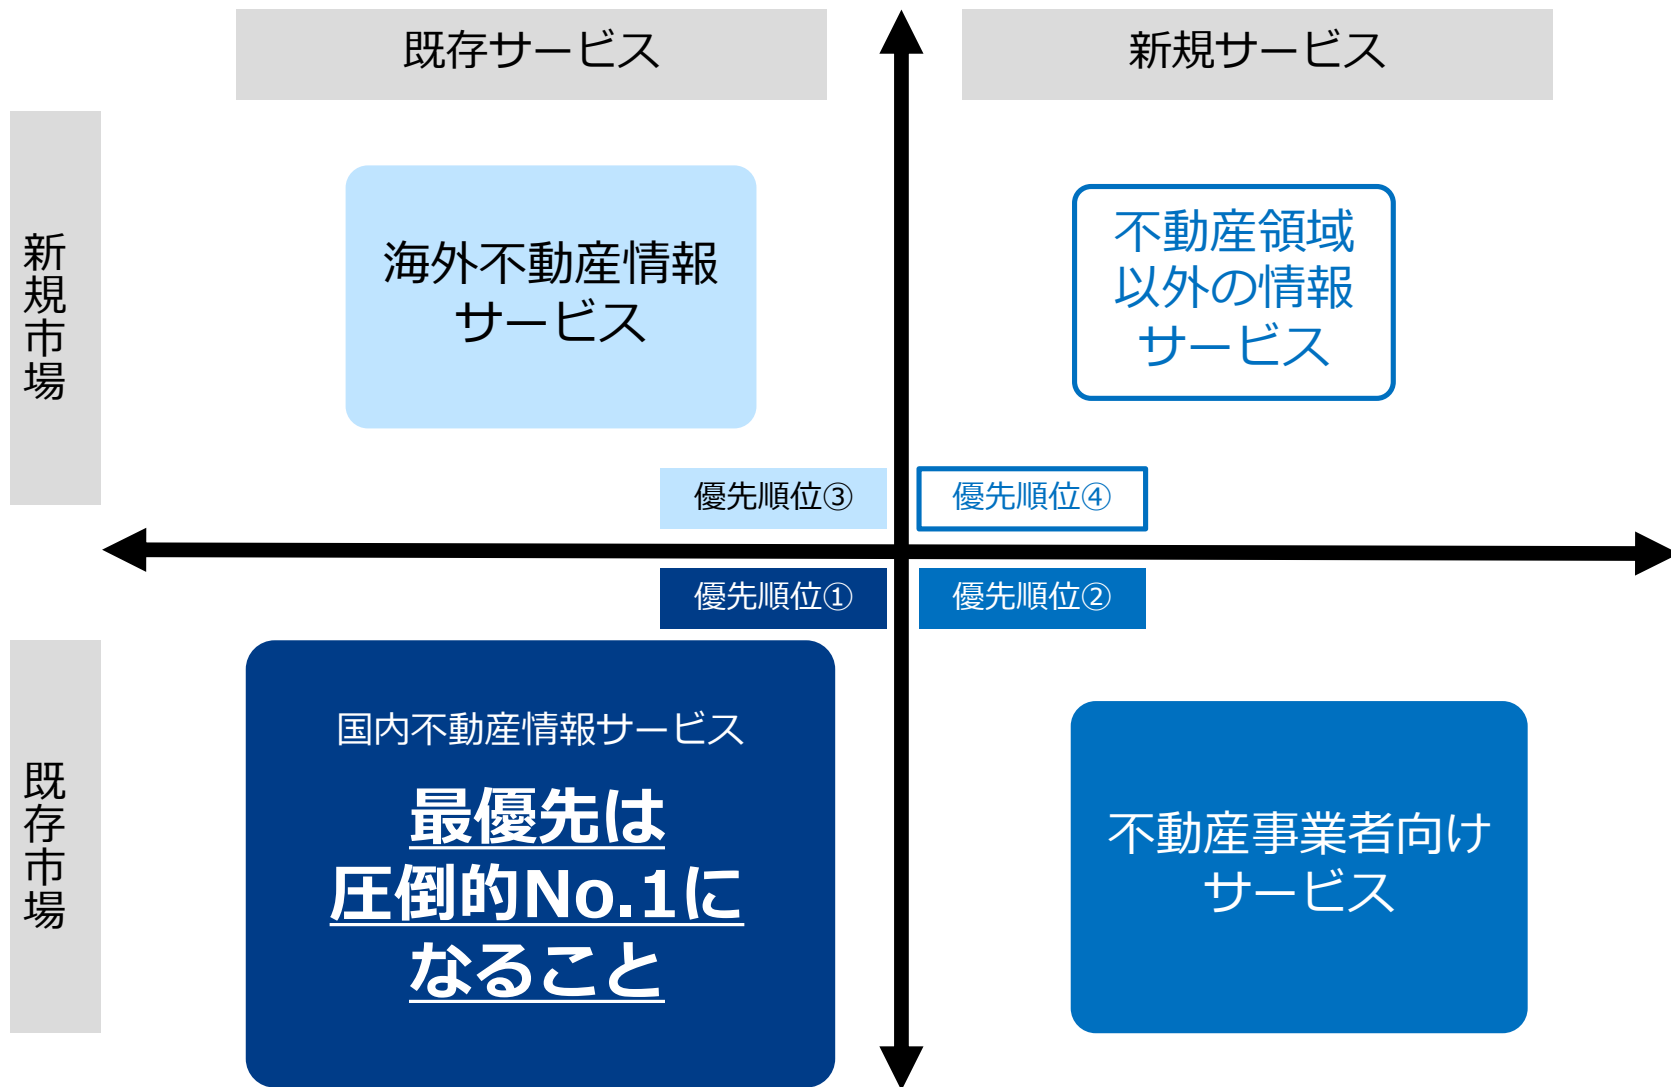 既存サービス
新規サービス
新規市場
海外不動産情報
サービス
不動産領域
以外の情報
サービス
優先順位③
優先順位④
優先順位①
優先順位②
既存市場
国内不動産情報サービス
最優先は
圧倒的No.1に
なること
不動産事業者向け
サービス